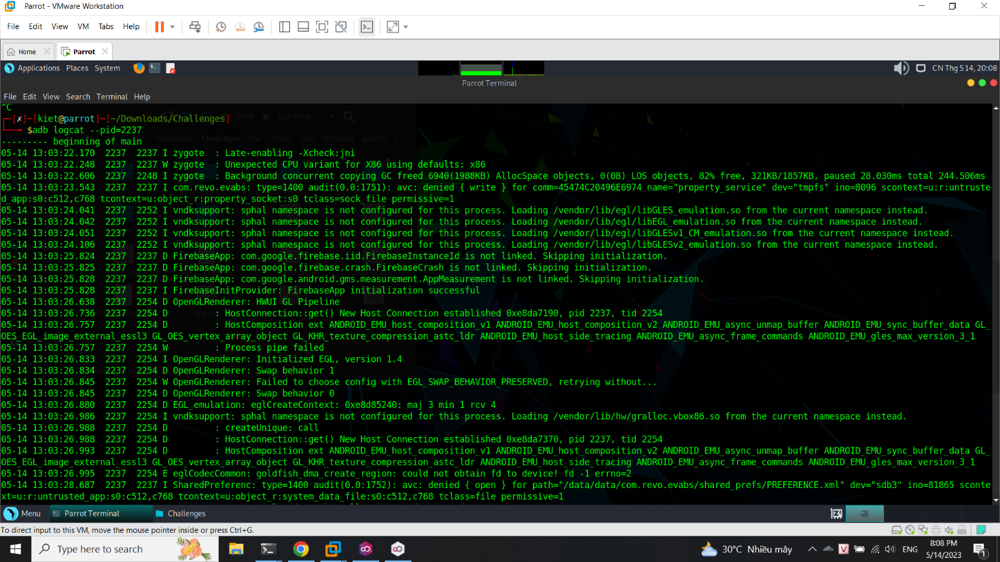 Parrot - VMware Workstation
File Edit View VM Tabs Help
Home Parrot
Applications Places System CN Thg 5 14, 20:08
Parrot Terminal
File Edit View Search Terminal Help
^C
[✗]─[kiet@parrot]─[~/Downloads/Challenges]
$adb logcat --pid=2237
--------- beginning of main
05-14 13:03:22.170 2237 2237 I zygote : Late-enabling -Xcheck:jni
05-14 13:03:22.248 2237 2237 W zygote : Unexpected CPU variant for X86 using defaults: x86
05-14 13:03:22.606 2237 2248 I zygote : Background concurrent copying GC freed 6940(1988KB) AllocSpace objects, 0(0B) LOS objects, 82% free, 321KB/1857KB, paused 28.030ms total 244.506ms
05-14 13:03:23.543 2237 2237 I com.revo.evabs: type=1400 audit(0.0:1751): avc: denied { write } for comm=45474C20496E6974 name="property_service" dev="tmpfs" ino=8096 scontext=u:r:untruste
d_app:s0:c512,c768 tcontext=u:object_r:property_socket:s0 tclass=sock_file permissive=1
05-14 13:03:24.041 2237 2252 I vndksupport: sphal namespace is not configured for this process. Loading /vendor/lib/egl/libGLES_emulation.so from the current namespace instead.
05-14 13:03:24.042 2237 2252 I vndksupport: sphal namespace is not configured for this process. Loading /vendor/lib/egl/libEGL_emulation.so from the current namespace instead.
05-14 13:03:24.051 2237 2252 I vndksupport: sphal namespace is not configured for this process. Loading /vendor/lib/egl/libGLESv1_CM_emulation.so from the current namespace instead.
05-14 13:03:24.106 2237 2252 I vndksupport: sphal namespace is not configured for this process. Loading /vendor/lib/egl/libGLESv2_emulation.so from the current namespace instead.
05-14 13:03:25.824 2237 2237 D FirebaseApp: com.google.firebase.iid.FirebaseInstanceId is not linked. Skipping initialization.
05-14 13:03:25.825 2237 2237 D FirebaseApp: com.google.firebase.crash.FirebaseCrash is not linked. Skipping initialization.
05-14 13:03:25.828 2237 2237 D FirebaseApp: com.google.android.gms.measurement.AppMeasurement is not linked. Skipping initialization.
05-14 13:03:25.828 2237 2237 I FirebaseInitProvider: FirebaseApp initialization successful
05-14 13:03:26.638 2237 2254 D OpenGLRenderer: HWUI GL Pipeline
05-14 13:03:26.736 2237 2254 D : HostConnection::get() New Host Connection established 0xe8da7190, pid 2237, tid 2254
05-14 13:03:26.757 2237 2254 D : HostComposition ext ANDROID_EMU_host_composition_v1 ANDROID_EMU_host_composition_v2 ANDROID_EMU_async_unmap_buffer ANDROID_EMU_sync_buffer_data GL_
OES_EGL_image_external_essl3 GL_OES_vertex_array_object GL_KHR_texture_compression_astc_ldr ANDROID_EMU_host_side_tracing ANDROID_EMU_async_frame_commands ANDROID_EMU_gles_max_version_3_1
05-14 13:03:26.757 2237 2254 W : Process pipe failed
05-14 13:03:26.833 2237 2254 I OpenGLRenderer: Initialized EGL, version 1.4
05-14 13:03:26.834 2237 2254 D OpenGLRenderer: Swap behavior 1
05-14 13:03:26.845 2237 2254 W OpenGLRenderer: Failed to choose config with EGL_SWAP_BEHAVIOR_PRESERVED, retrying without...
05-14 13:03:26.845 2237 2254 D OpenGLRenderer: Swap behavior 0
05-14 13:03:26.880 2237 2254 D EGL_emulation: eglCreateContext: 0xe8d85240: maj 3 min 1 rcv 4
05-14 13:03:26.986 2237 2254 I vndksupport: sphal namespace is not configured for this process. Loading /vendor/lib/hw/gralloc.vbox86.so from the current namespace instead.
05-14 13:03:26.988 2237 2254 D : createUnique: call
05-14 13:03:26.988 2237 2254 D : HostConnection::get() New Host Connection established 0xe8da7370, pid 2237, tid 2254
05-14 13:03:26.993 2237 2254 D : HostComposition ext ANDROID_EMU_host_composition_v1 ANDROID_EMU_host_composition_v2 ANDROID_EMU_async_unmap_buffer ANDROID_EMU_sync_buffer_data GL_
OES_EGL_image_external_essl3 GL_OES_vertex_array_object GL_KHR_texture_compression_astc_ldr ANDROID_EMU_host_side_tracing ANDROID_EMU_async_frame_commands ANDROID_EMU_gles_max_version_3_1
05-14 13:03:26.995 2237 2254 E eglCodecCommon: goldfish_dma_create_region: could not obtain fd to device! fd -1 errno=2
05-14 13:03:28.687 2237 2237 I SharedPreferenc: type=1400 audit(0.0:1752): avc: denied { open } for path="/data/data/com.revo.evabs/shared_prefs/PREFERENCE.xml" dev="sdb3" ino=81865 sconte
xt=u:r:untrusted_app:s0:c512,c768 tcontext=u:object_r:system_data_file:s0:c512,c768 tclass=file permissive=1
Menu Parrot Terminal Challenges
To direct input to this VM, move the mouse pointer inside or press Ctrl+G.
Type here to search 30°C Nhiều mây ENG 8:08 PM
5/14/2023 1